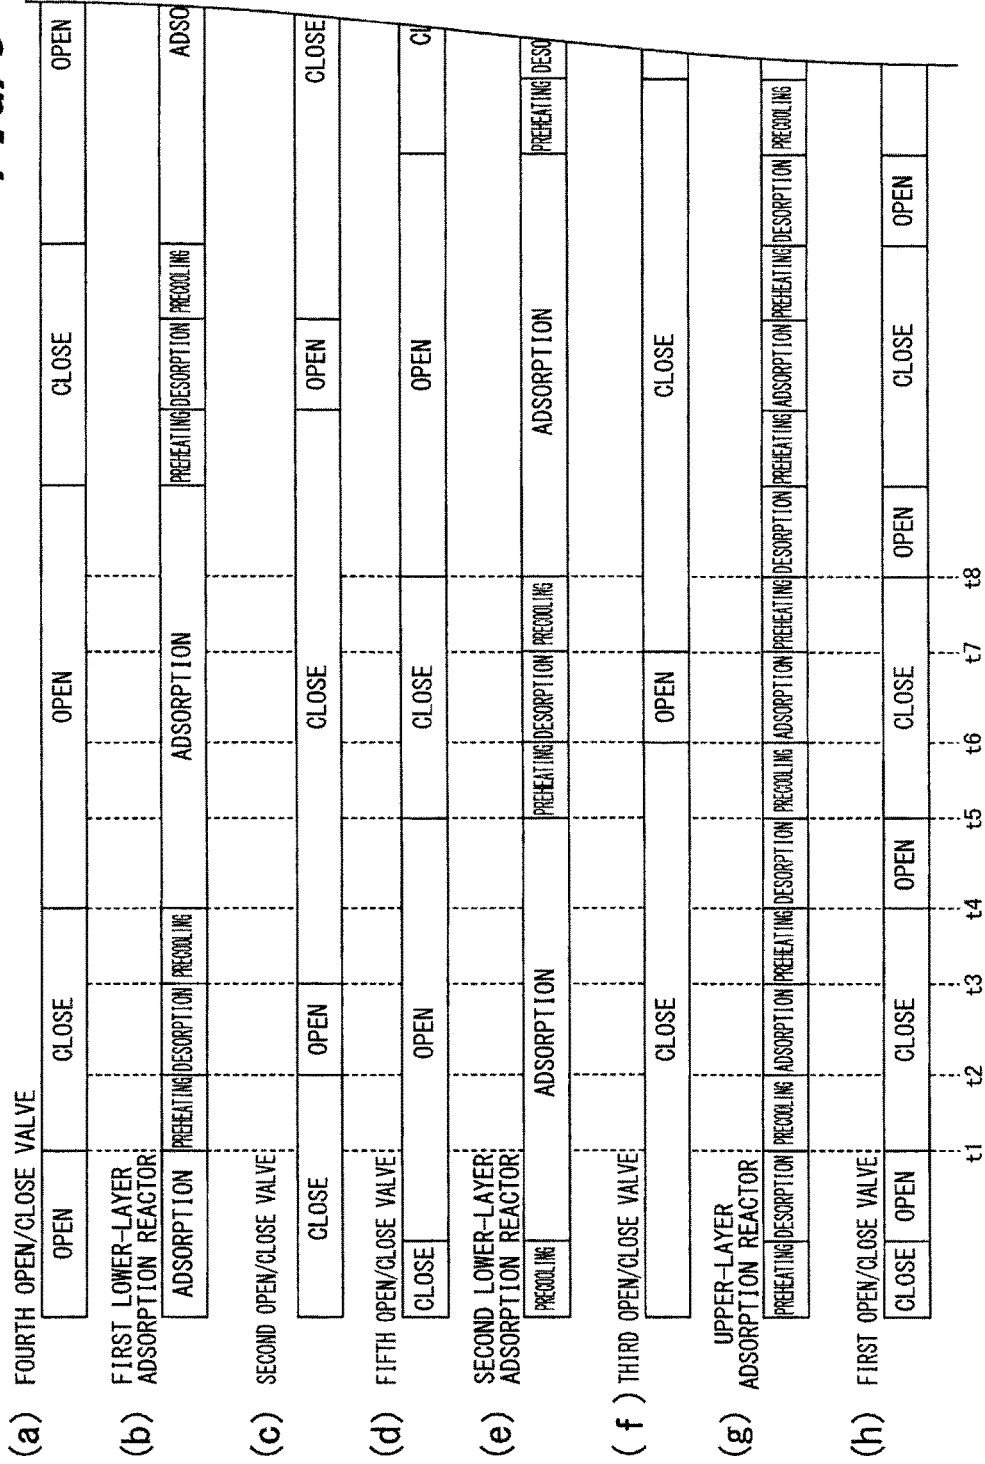 (a) FOURTH OPEN/CLOSE VALVE
OPEN CLOSE OPEN CLOSE OPEN
(b) FIRST LOWER-LAYER
ADSORPTION REACTOR
ADSORPTION PREHEATING DESORPTION PRECOOLING ADSORPTION PREHEATING DESORPTION PRECOOLING ADSO
(c) SECOND OPEN/CLOSE VALVE
CLOSE OPEN CLOSE OPEN CLOSE
(d) FIFTH OPEN/CLOSE VALVE
CLOSE OPEN CLOSE OPEN CL
(e) SECOND LOWER-LAYER
ADSORPTION REACTOR
PRECOOLING ADSORPTION PREHEATING DESORPTION PRECOOLING ADSORPTION PREHEATING DESO
(f) THIRD OPEN/CLOSE VALVE
CLOSE OPEN CLOSE
(g) UPPER-LAYER
ADSORPTION REACTOR
PREHEATING DESORPTION PRECOOLING ADSORPTION PREHEATING DESORPTION PRECOOLING ADSORPTION PREHEATING DESORPTION PREHEATING ADSORPTION PREHEATING DESORPTION PRECOOLING
(h) FIRST OPEN/CLOSE VALVE
CLOSE OPEN CLOSE OPEN CLOSE OPEN CLOSE OPEN
t1 t2 t3 t4 t5 t6 t7 t8